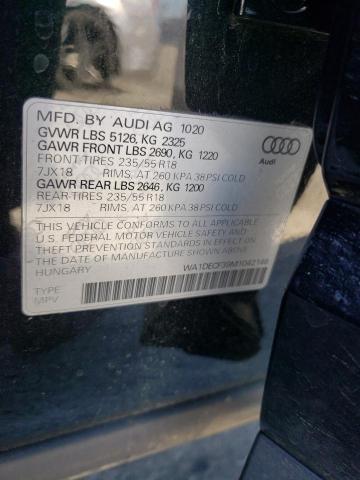 MFD. BY AUDI AG 1020
GVWR LBS 5126, KG 2325
GAWR FRONT LBS 2690, KG 1220
FRONT TIRES 235/55 R18
7JX18 RIMS, AT 260 KPA 38 PSI COLD
GAWR REAR LBS 2646, KG 1200
REAR TIRES 235/55 R18
7JX18 RIMS, AT 260 KPA 38 PSI COLD
THIS VEHICLE CONFORMS TO ALL APPLICABLE
U.S. FEDERAL MOTOR VEHICLE SAFETY AND
THEFT PREVENTION STANDARDS IN EFFECT ON
THE DATE OF MANUFACTURE SHOWN ABOVE
HUNGARY
WA1DECF39M1042148
TYPE
MPV
Audi